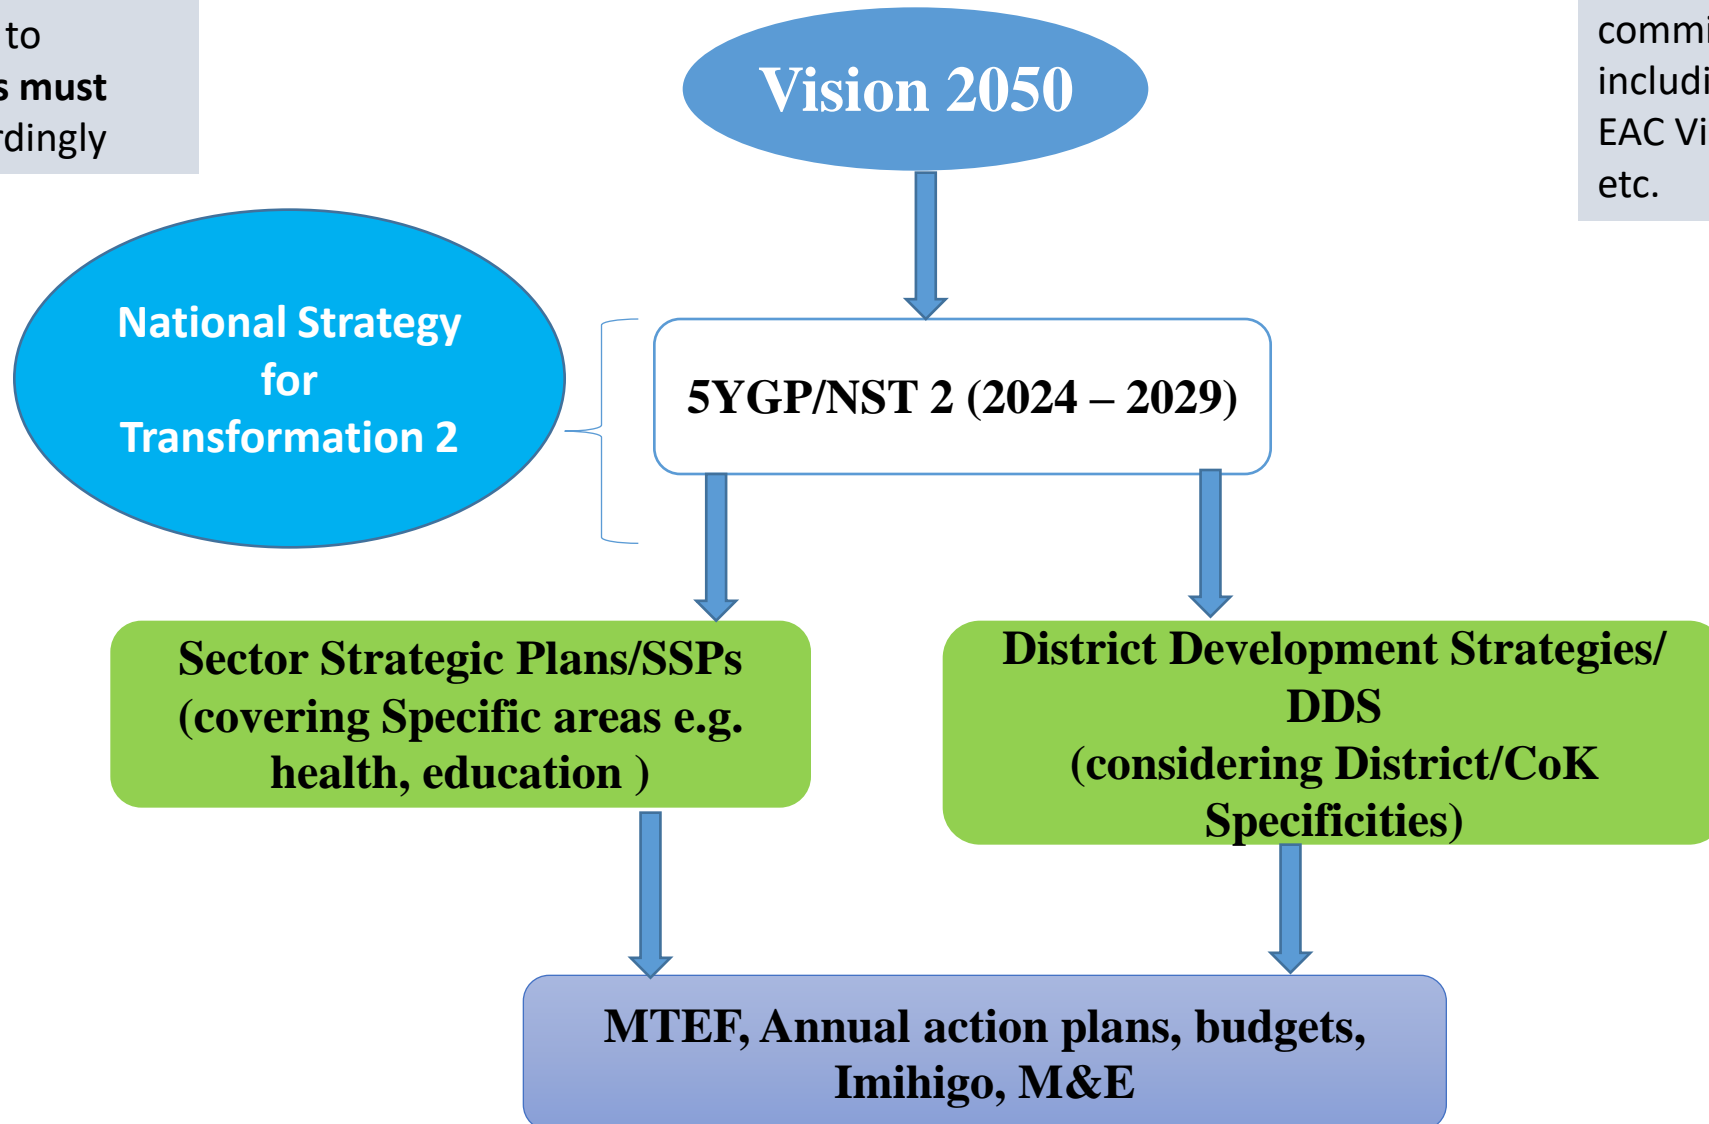 to
must
commi
includi
EAC Vi
etc.
Vision 2050
National Strategy
for
Transformation 2
5YGP/NST 2 (2024 – 2029)
Sector Strategic Plans/SSPs
(covering Specific areas e.g.
health, education )
District Development Strategies/
DDS
(considering District/CoK
Specificities)
MTEF, Annual action plans, budgets,
Imihigo, M&E